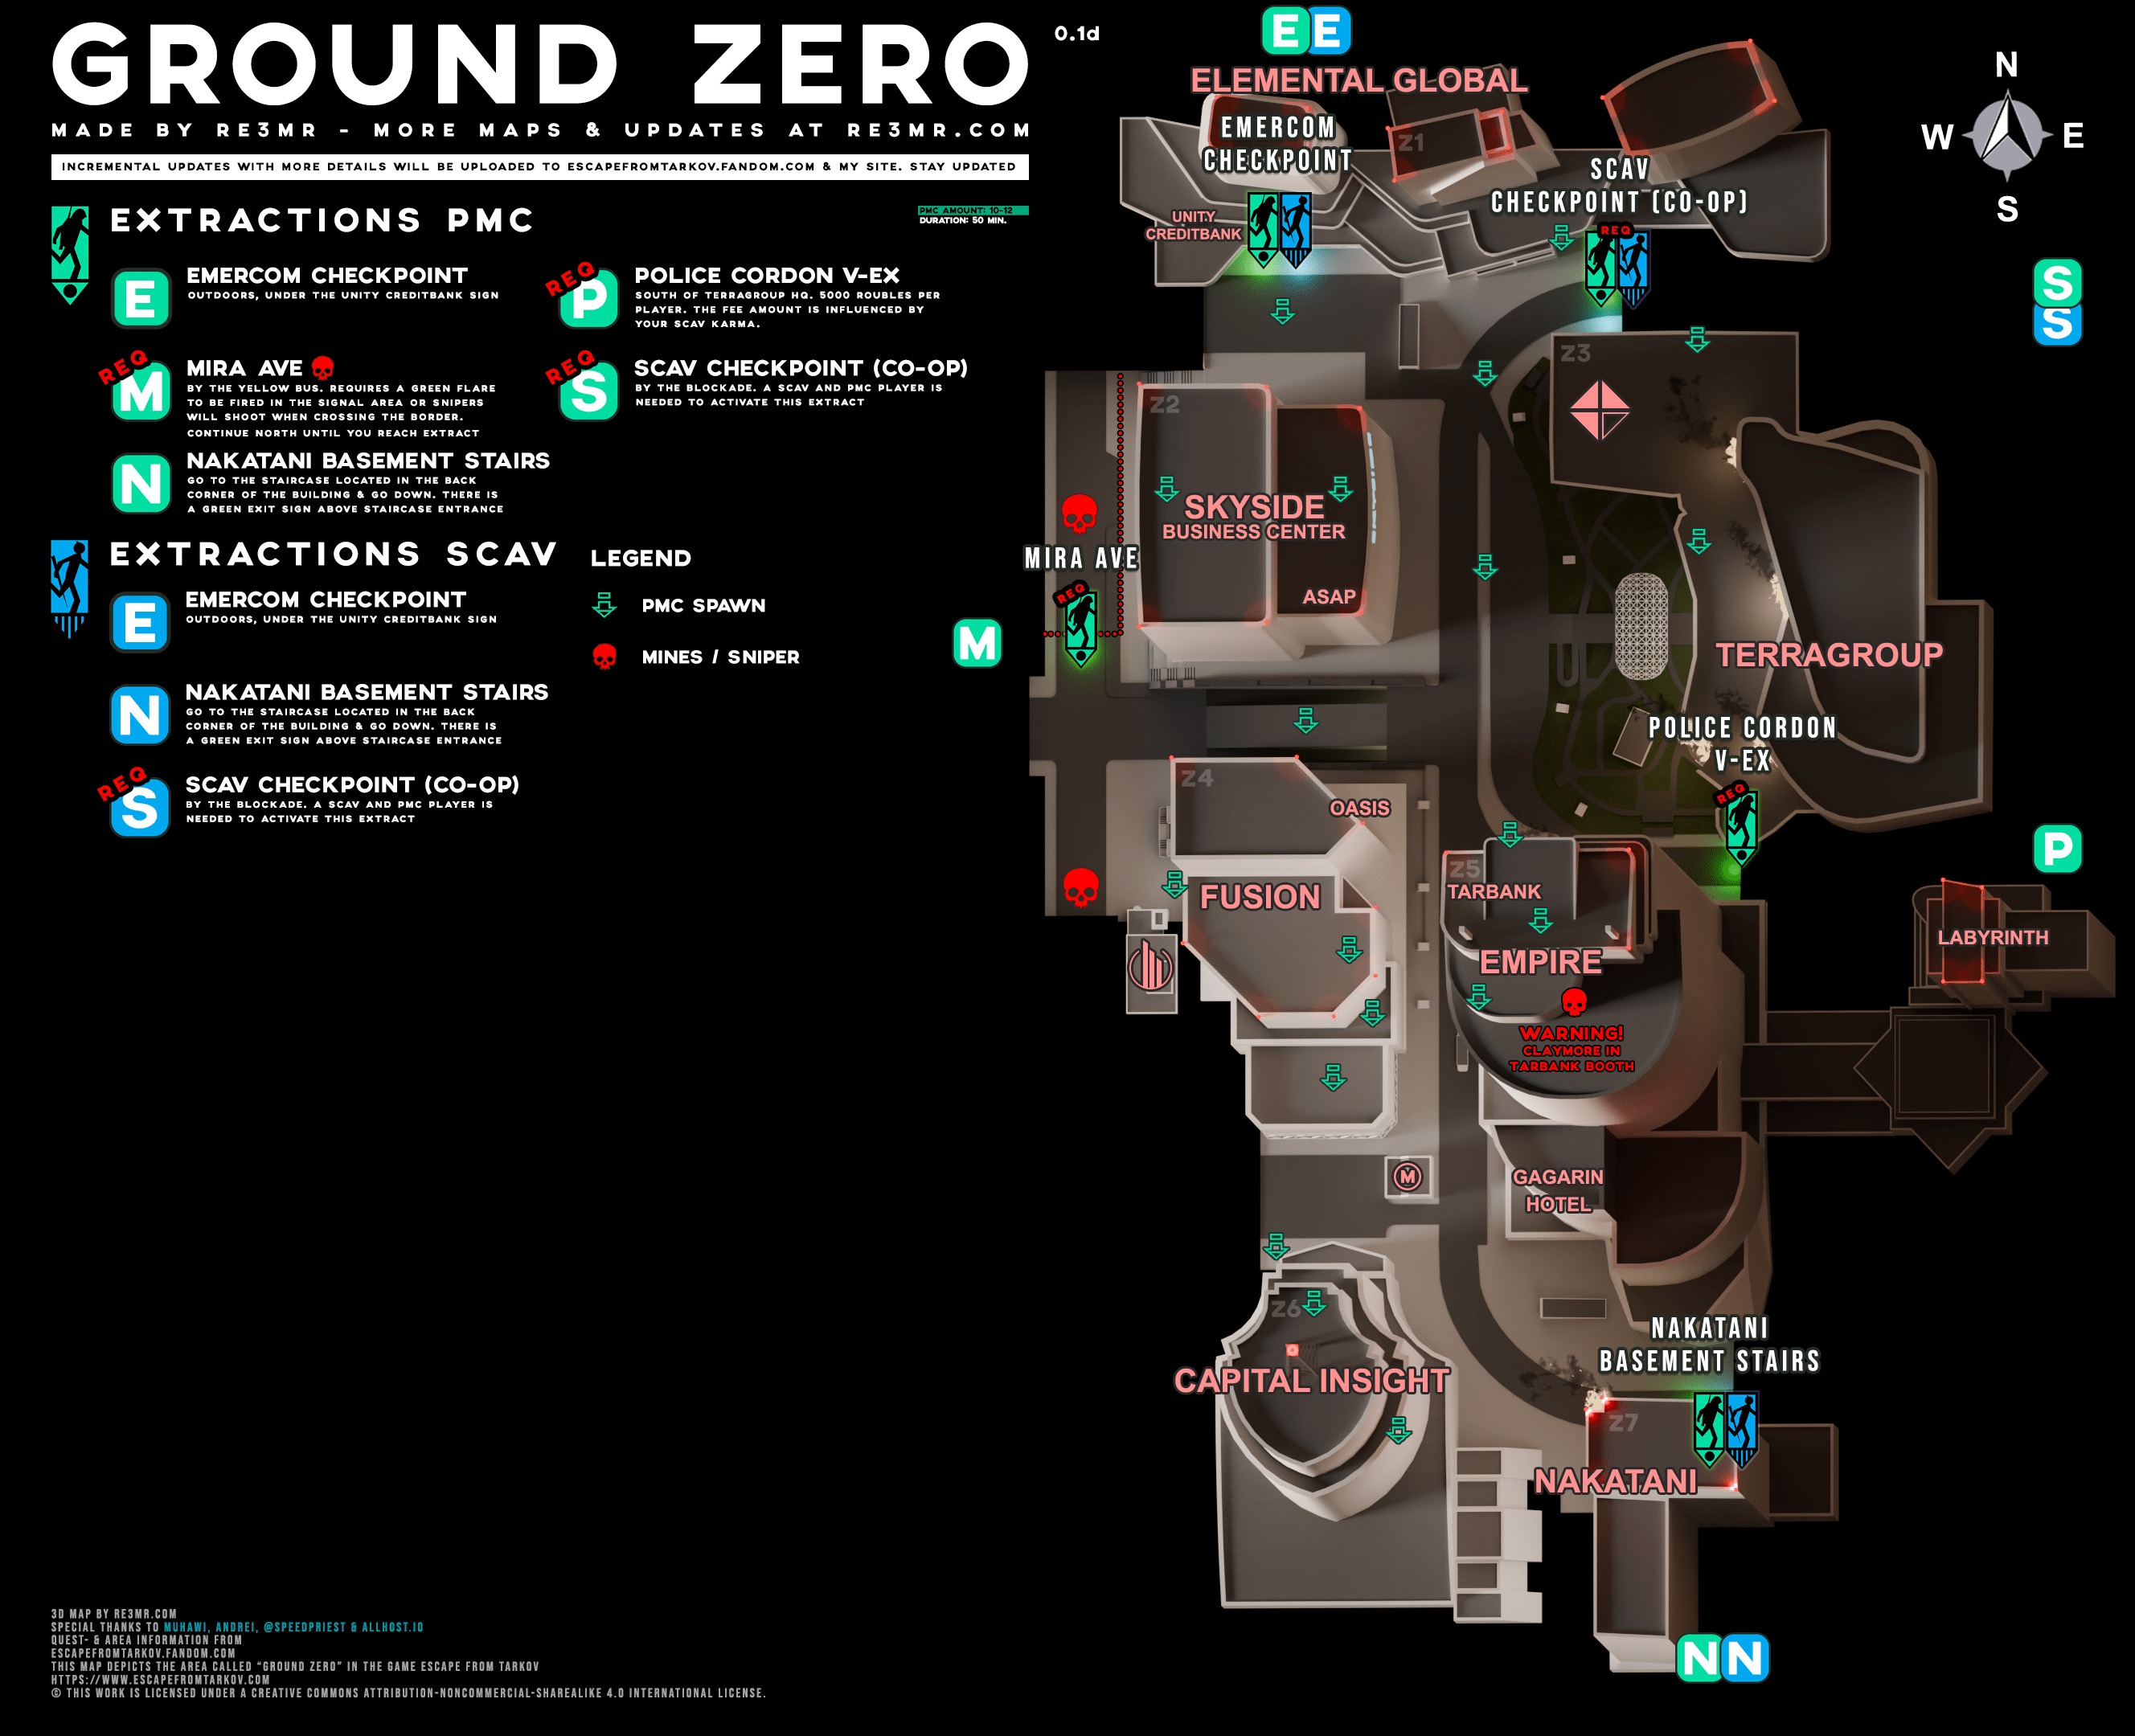 GROUND ZERO
0.1d
MADE BY RE3MR - MORE MAPS & UPDATES AT RE3MR.COM
INCREMENTAL UPDATES WITH MORE DETAILS WILL BE UPLOADED TO ESCAPEFROMTARKOV.FANDOM.COM & MY SITE. STAY UPDATED
EXTRACTIONS PMC
PMC AMOUNT: 10-12
DURATION: 50 MIN.
E
EMERCOM CHECKPOINT
OUTDOORS, UNDER THE UNITY CREDITBANK SIGN
REQ
P
POLICE CORDON V-EX
SOUTH OF TERRAGROUP HQ. 5000 ROUBLES PER
PLAYER. THE FEE AMOUNT IS INFLUENCED BY
YOUR SCAV KARMA.
REQ
M
MIRA AVE
BY THE YELLOW BUS. REQUIRES A GREEN FLARE
TO BE FIRED IN THE SIGNAL AREA OR SNIPERS
WILL SHOOT WHEN CROSSING THE BORDER.
CONTINUE NORTH UNTIL YOU REACH EXTRACT
REQ
S
SCAV CHECKPOINT (CO-OP)
BY THE BLOCKADE. A SCAV AND PMC PLAYER IS
NEEDED TO ACTIVATE THIS EXTRACT
N
NAKATANI BASEMENT STAIRS
GO TO THE STAIRCASE LOCATED IN THE BACK
CORNER OF THE BUILDING & GO DOWN. THERE IS
A GREEN EXIT SIGN ABOVE STAIRCASE ENTRANCE
EXTRACTIONS SCAV
E
EMERCOM CHECKPOINT
OUTDOORS, UNDER THE UNITY CREDITBANK SIGN
N
NAKATANI BASEMENT STAIRS
GO TO THE STAIRCASE LOCATED IN THE BACK
CORNER OF THE BUILDING & GO DOWN. THERE IS
A GREEN EXIT SIGN ABOVE STAIRCASE ENTRANCE
REQ
S
SCAV CHECKPOINT (CO-OP)
BY THE BLOCKADE. A SCAV AND PMC PLAYER IS
NEEDED TO ACTIVATE THIS EXTRACT
LEGEND
PMC SPAWN
MINES / SNIPER
E E
ELEMENTAL GLOBAL
EMERCOM
CHECKPOINT
Z1
SCAV
CHECKPOINT (CO-OP)
REQ
UNITY
CREDITBANK
N
W E
S
S
S
Z3
Z2
SKYSIDE
BUSINESS CENTER
MIRA AVE
REQ
ASAP
M
TERRAGROUP
POLICE CORDON
V-EX
REQ
P
Z4
OASIS
FUSION
Z5
TARBANK
EMPIRE
WARNING!
CLAYMORE IN
TARBANK BOOTH
LABYRINTH
M
GAGARIN
HOTEL
Z6
CAPITAL INSIGHT
NAKATANI
BASEMENT STAIRS
Z7
NAKATANI
N N
3D MAP BY RE3MR.COM
SPECIAL THANKS TO MUHAWI, ANDREI, @SPEEDPRIEST & ALLHOST.IO
QUEST- & AREA INFORMATION FROM
ESCAPEFROMTARKOV.FANDOM.COM
THIS MAP DEPICTS THE AREA CALLED “GROUND ZERO” IN THE GAME ESCAPE FROM TARKOV
HTTPS://WWW.ESCAPEFROMTARKOV.COM
© THIS WORK IS LICENSED UNDER A CREATIVE COMMONS ATTRIBUTION-NONCOMMERCIAL-SHAREALIKE 4.0 INTERNATIONAL LICENSE.